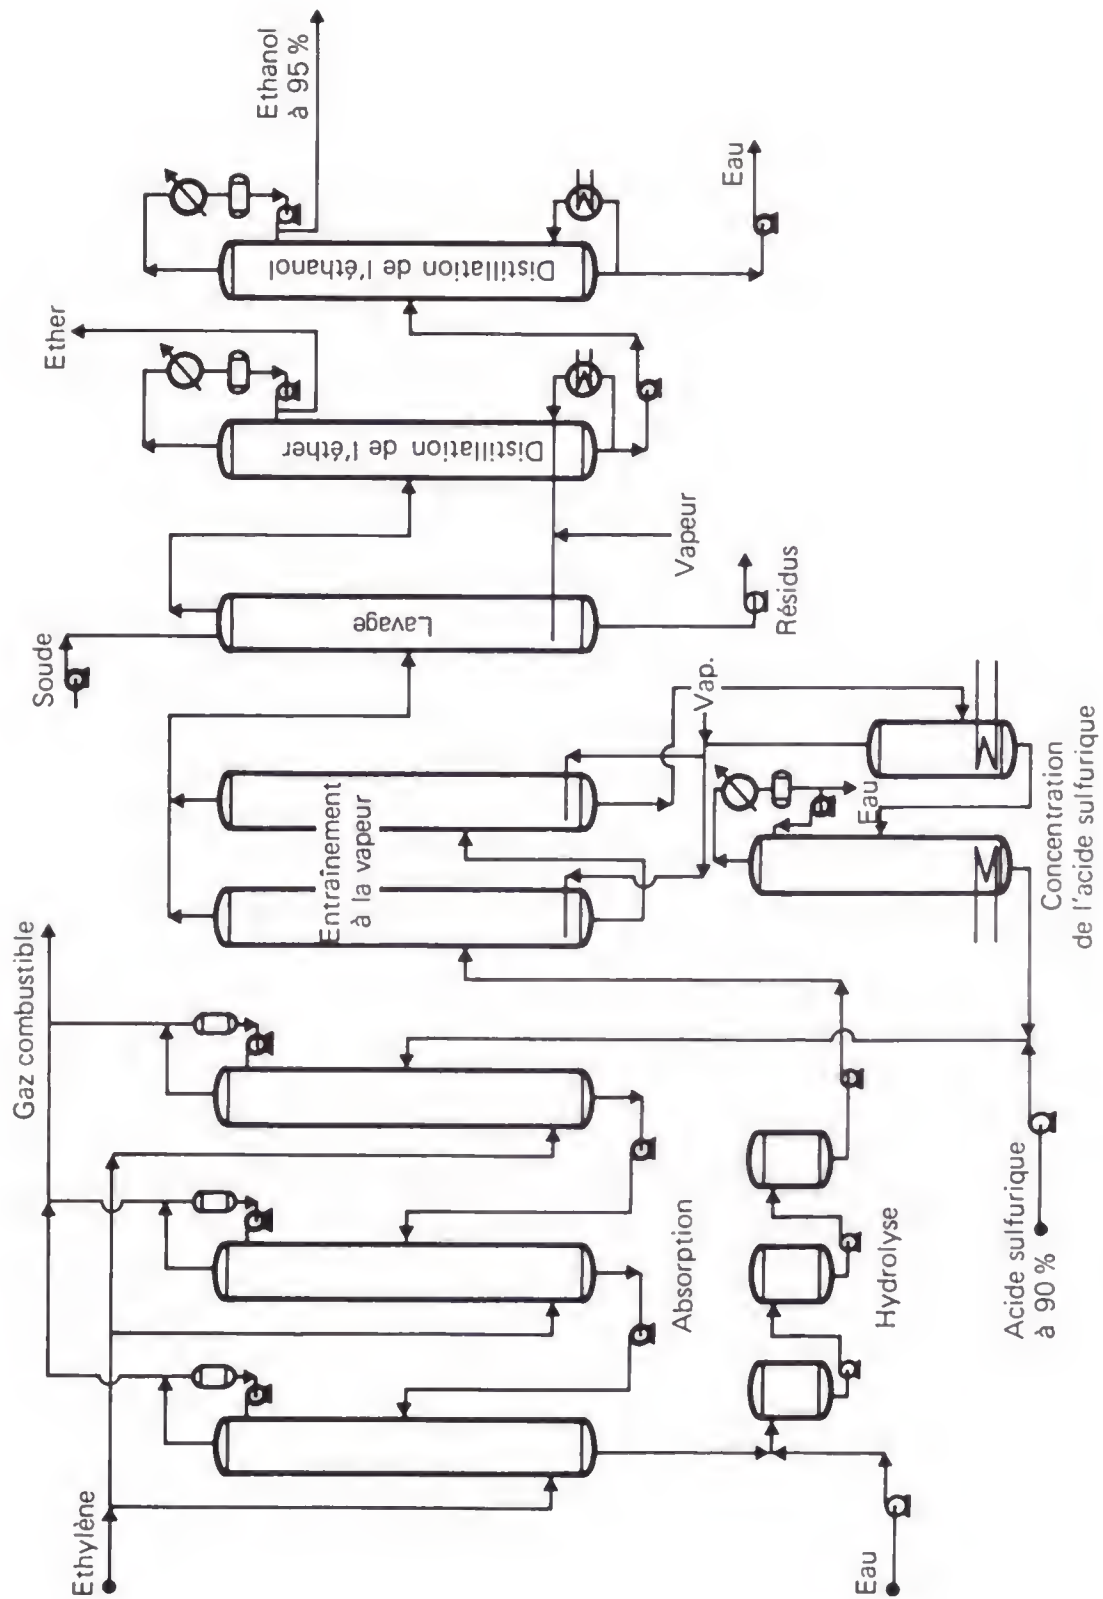 Ethylène
Gaz combustible
Absorption
Eau
Hydrolyse
Acide sulfurique
à 90 %
Entraînement
à la vapeur
Vap.
Eau
Concentration
de l'acide sulfurique
Soude
Lavage
Résidus
Vapeur
Ether
Distillation de l'éther
Distillation de l'éthanol
Ethanol
à 95 %
Eau